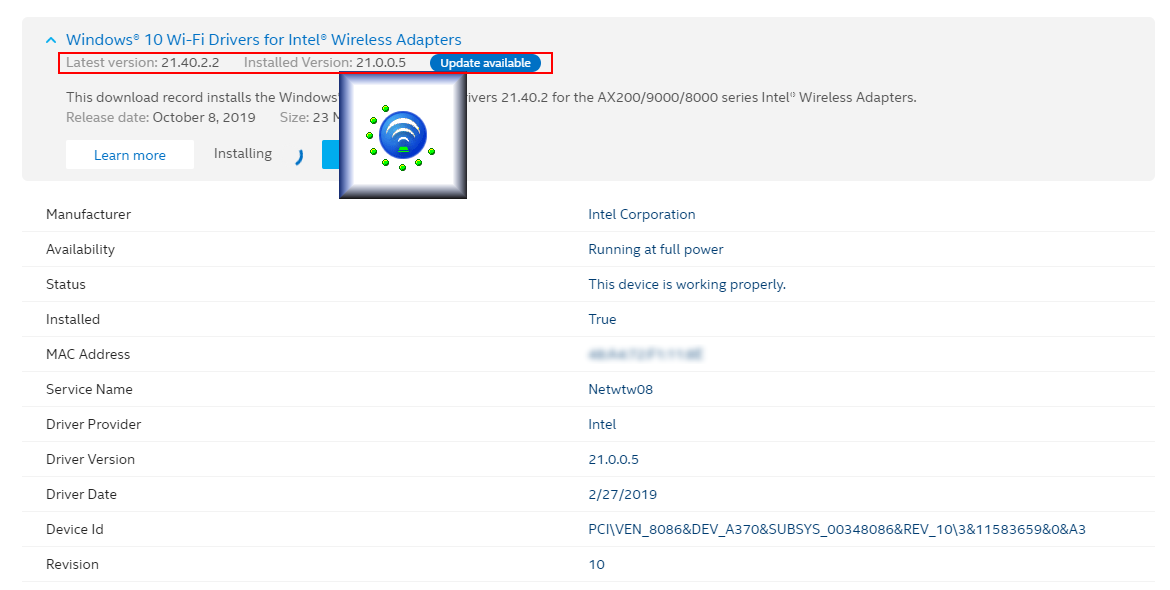 Windows® 10 Wi-Fi Drivers for Intel® Wireless Adapters
Latest version: 21.40.2.2 Installed Version: 21.0.0.5 Update available
This download record installs the Windows® ivers 21.40.2 for the AX200/9000/8000 series Intel® Wireless Adapters.
Release date: October 8, 2019 Size: 23 M
Learn more Installing
Manufacturer Intel Corporation
Availability Running at full power
Status This device is working properly.
Installed True
MAC Address
Service Name Netwtw08
Driver Provider Intel
Driver Version 21.0.0.5
Driver Date 2/27/2019
Device Id PCI\VEN_8086&DEV_A370&SUBSYS_00348086&REV_10\3&11583659&0&A3
Revision 10